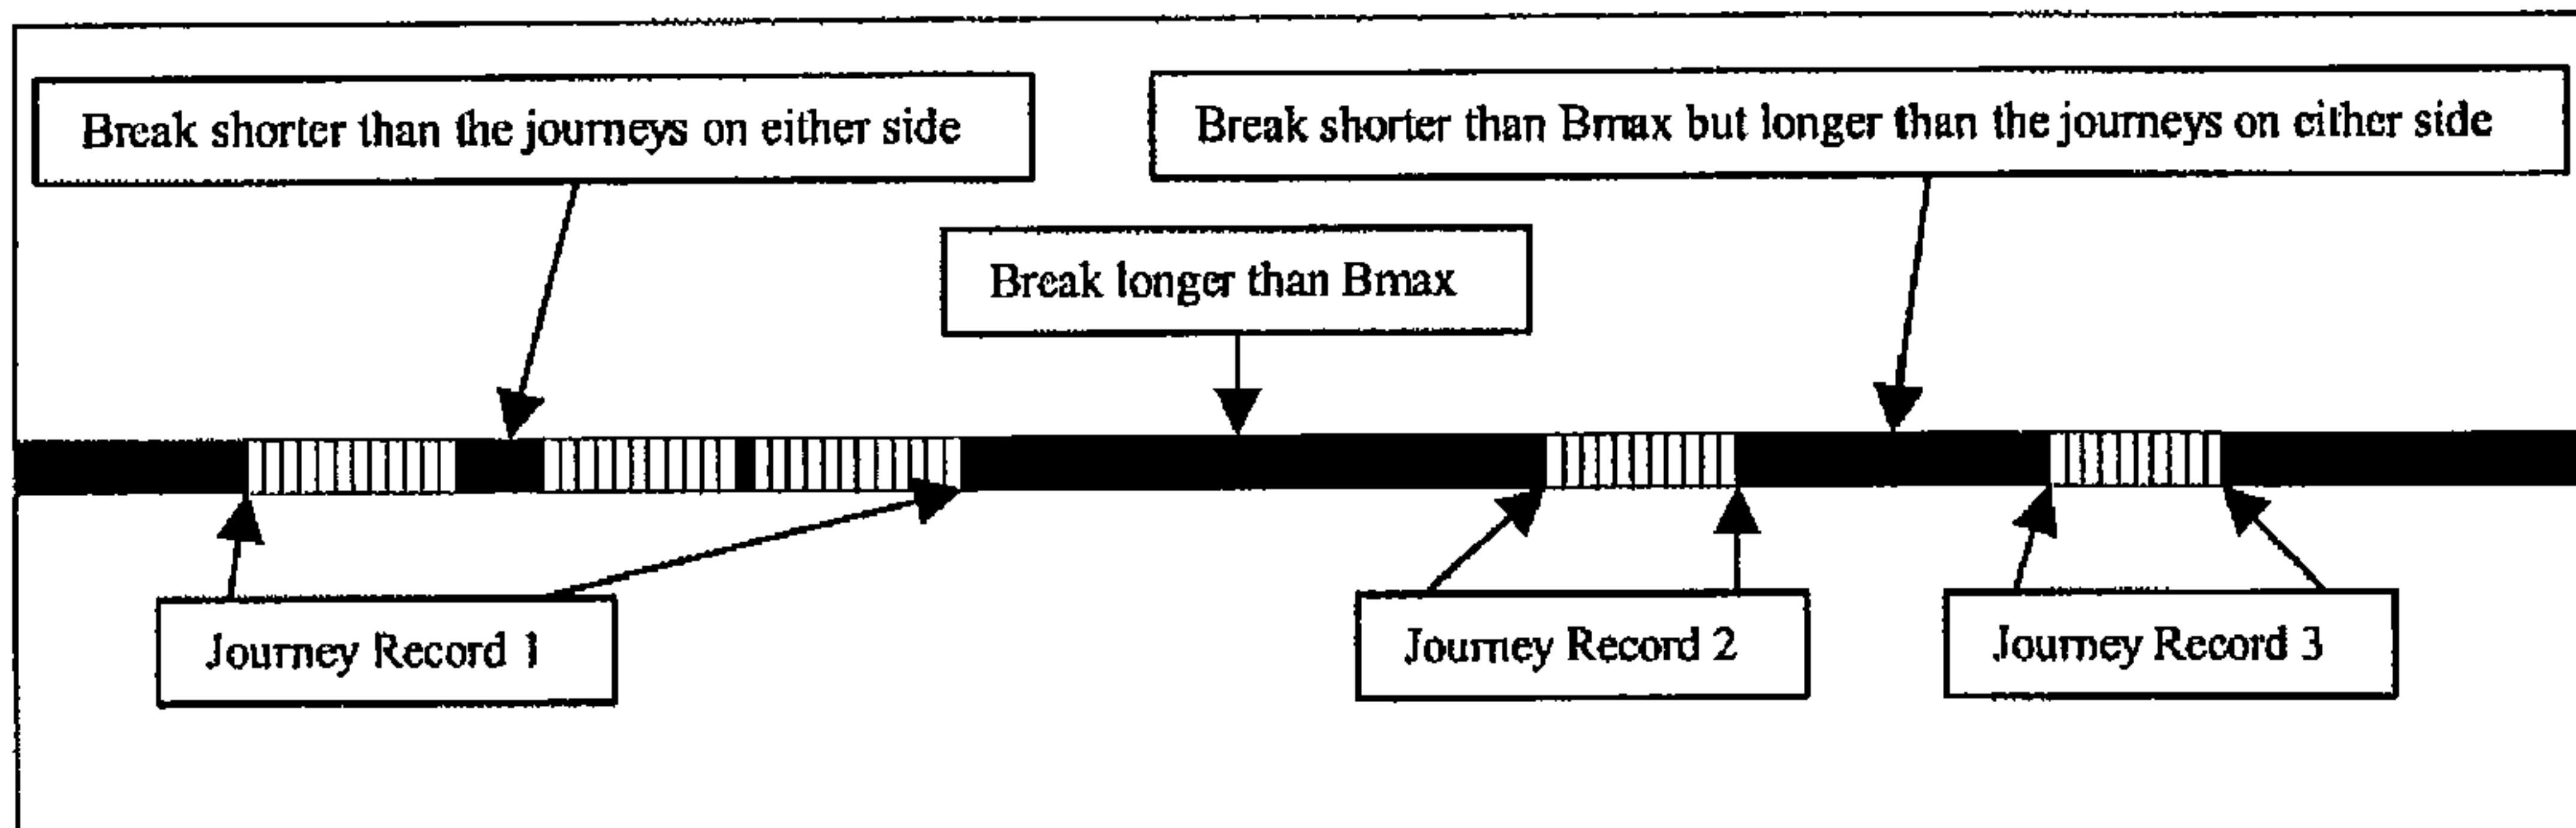 Break shorter than the journeys on either side
Break shorter than Bmax but longer than the journeys on either side
Break longer than Bmax
Journey Record 1
Journey Record 2
Journey Record 3